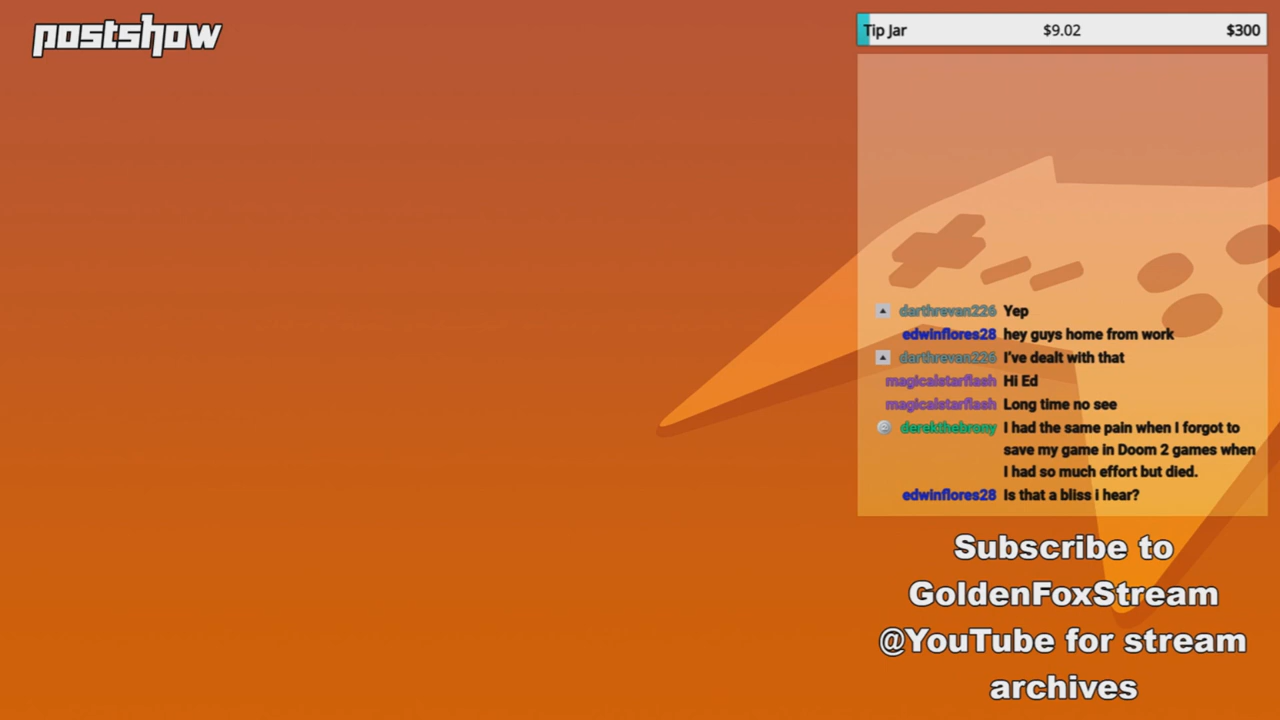 postshow
Tip Jar $9.02 $300
darthrevan226 Yep
edwinflores28 hey guys home from work
darthrevan226 I've dealt with that
magicalstarflash Hi Ed
magicalstarflash Long time no see
derekthebrony I had the same pain when I forgot to
save my game in Doom 2 games when
I had so much effort but died.
edwinflores28 Is that a bliss i hear?
Subscribe to
GoldenFoxStream
@YouTube for stream
archives